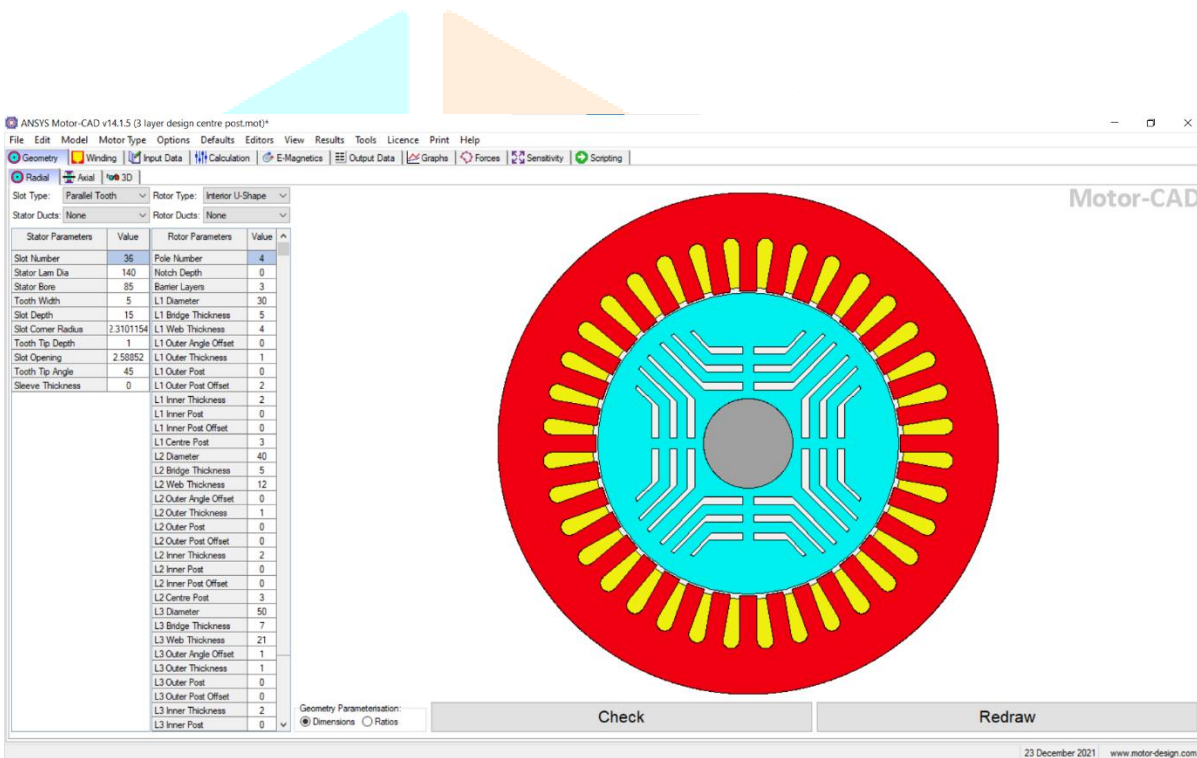 ANSYS Motor-CAD v14.1.5 (3 layer design centre post.mot)*
File Edit Model Motor Type Options Defaults Editors View Results Tools Licence Print Help
Geometry Winding Input Data Calculation E-Magnetics Output Data Graphs Forces Sensitivity Scripting
Radial Axial 3D
Slot Type: Parallel Tooth Rotor Type: Interior U-Shape
Stator Ducts: None Rotor Ducts: None
Motor-CAD
Stator Parameters Value Rotor Parameters Value
Slot Number 36 Pole Number 4
Stator Lam Dia 140 Notch Depth 0
Stator Bore 85 Barrier Layers 3
Tooth Width 5 L1 Diameter 30
Slot Depth 15 L1 Bridge Thickness 5
Slot Corner Radius 2.3101154 L1 Web Thickness 4
Tooth Tip Depth 1 L1 Outer Angle Offset 0
Slot Opening 2.58852 L1 Outer Thickness 1
Tooth Tip Angle 45 L1 Outer Post 0
Sleeve Thickness 0 L1 Outer Post Offset 2
L1 Inner Thickness 2
L1 Inner Post 0
L1 Inner Post Offset 0
L1 Centre Post 3
L2 Diameter 40
L2 Bridge Thickness 5
L2 Web Thickness 12
L2 Outer Angle Offset 0
L2 Outer Thickness 1
L2 Outer Post 0
L2 Outer Post Offset 0
L2 Inner Thickness 2
L2 Inner Post 0
L2 Inner Post Offset 0
L2 Centre Post 3
L3 Diameter 50
L3 Bridge Thickness 7
L3 Web Thickness 21
L3 Outer Angle Offset 1
L3 Outer Thickness 1
L3 Outer Post 0
L3 Outer Post Offset 0
L3 Inner Thickness 2
L3 Inner Post 0
Geometry Parameterisation:
Dimensions Ratios
Check Redraw
23 December 2021 www.motor-design.com